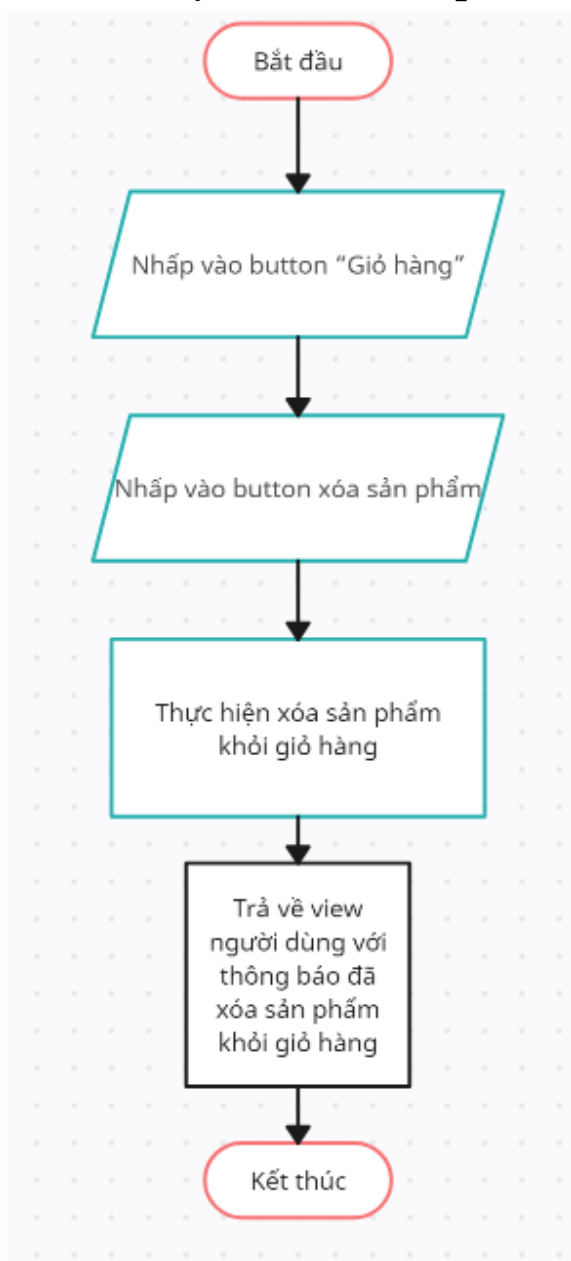 Bắt đầu
Nhấp vào button “Giỏ hàng”
Nhấp vào button xóa sản phẩm
Thực hiện xóa sản phẩm
khỏi giỏ hàng
Trả về view
người dùng với
thông báo đã
xóa sản phẩm
khỏi giỏ hàng
Kết thúc